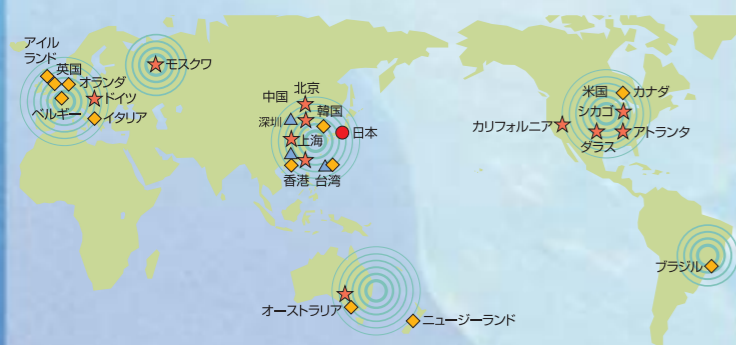 アイル
ランド
英国
オランダ
ドイツ
ベルギー
イタリア
モスクワ
中国
北京
深圳
韓国
日本
上海
香港
台湾
オーストラリア
ニュージーランド
米国
カナダ
シカゴ
カリフォルニア
アトランタ
ダラス
ブラジル